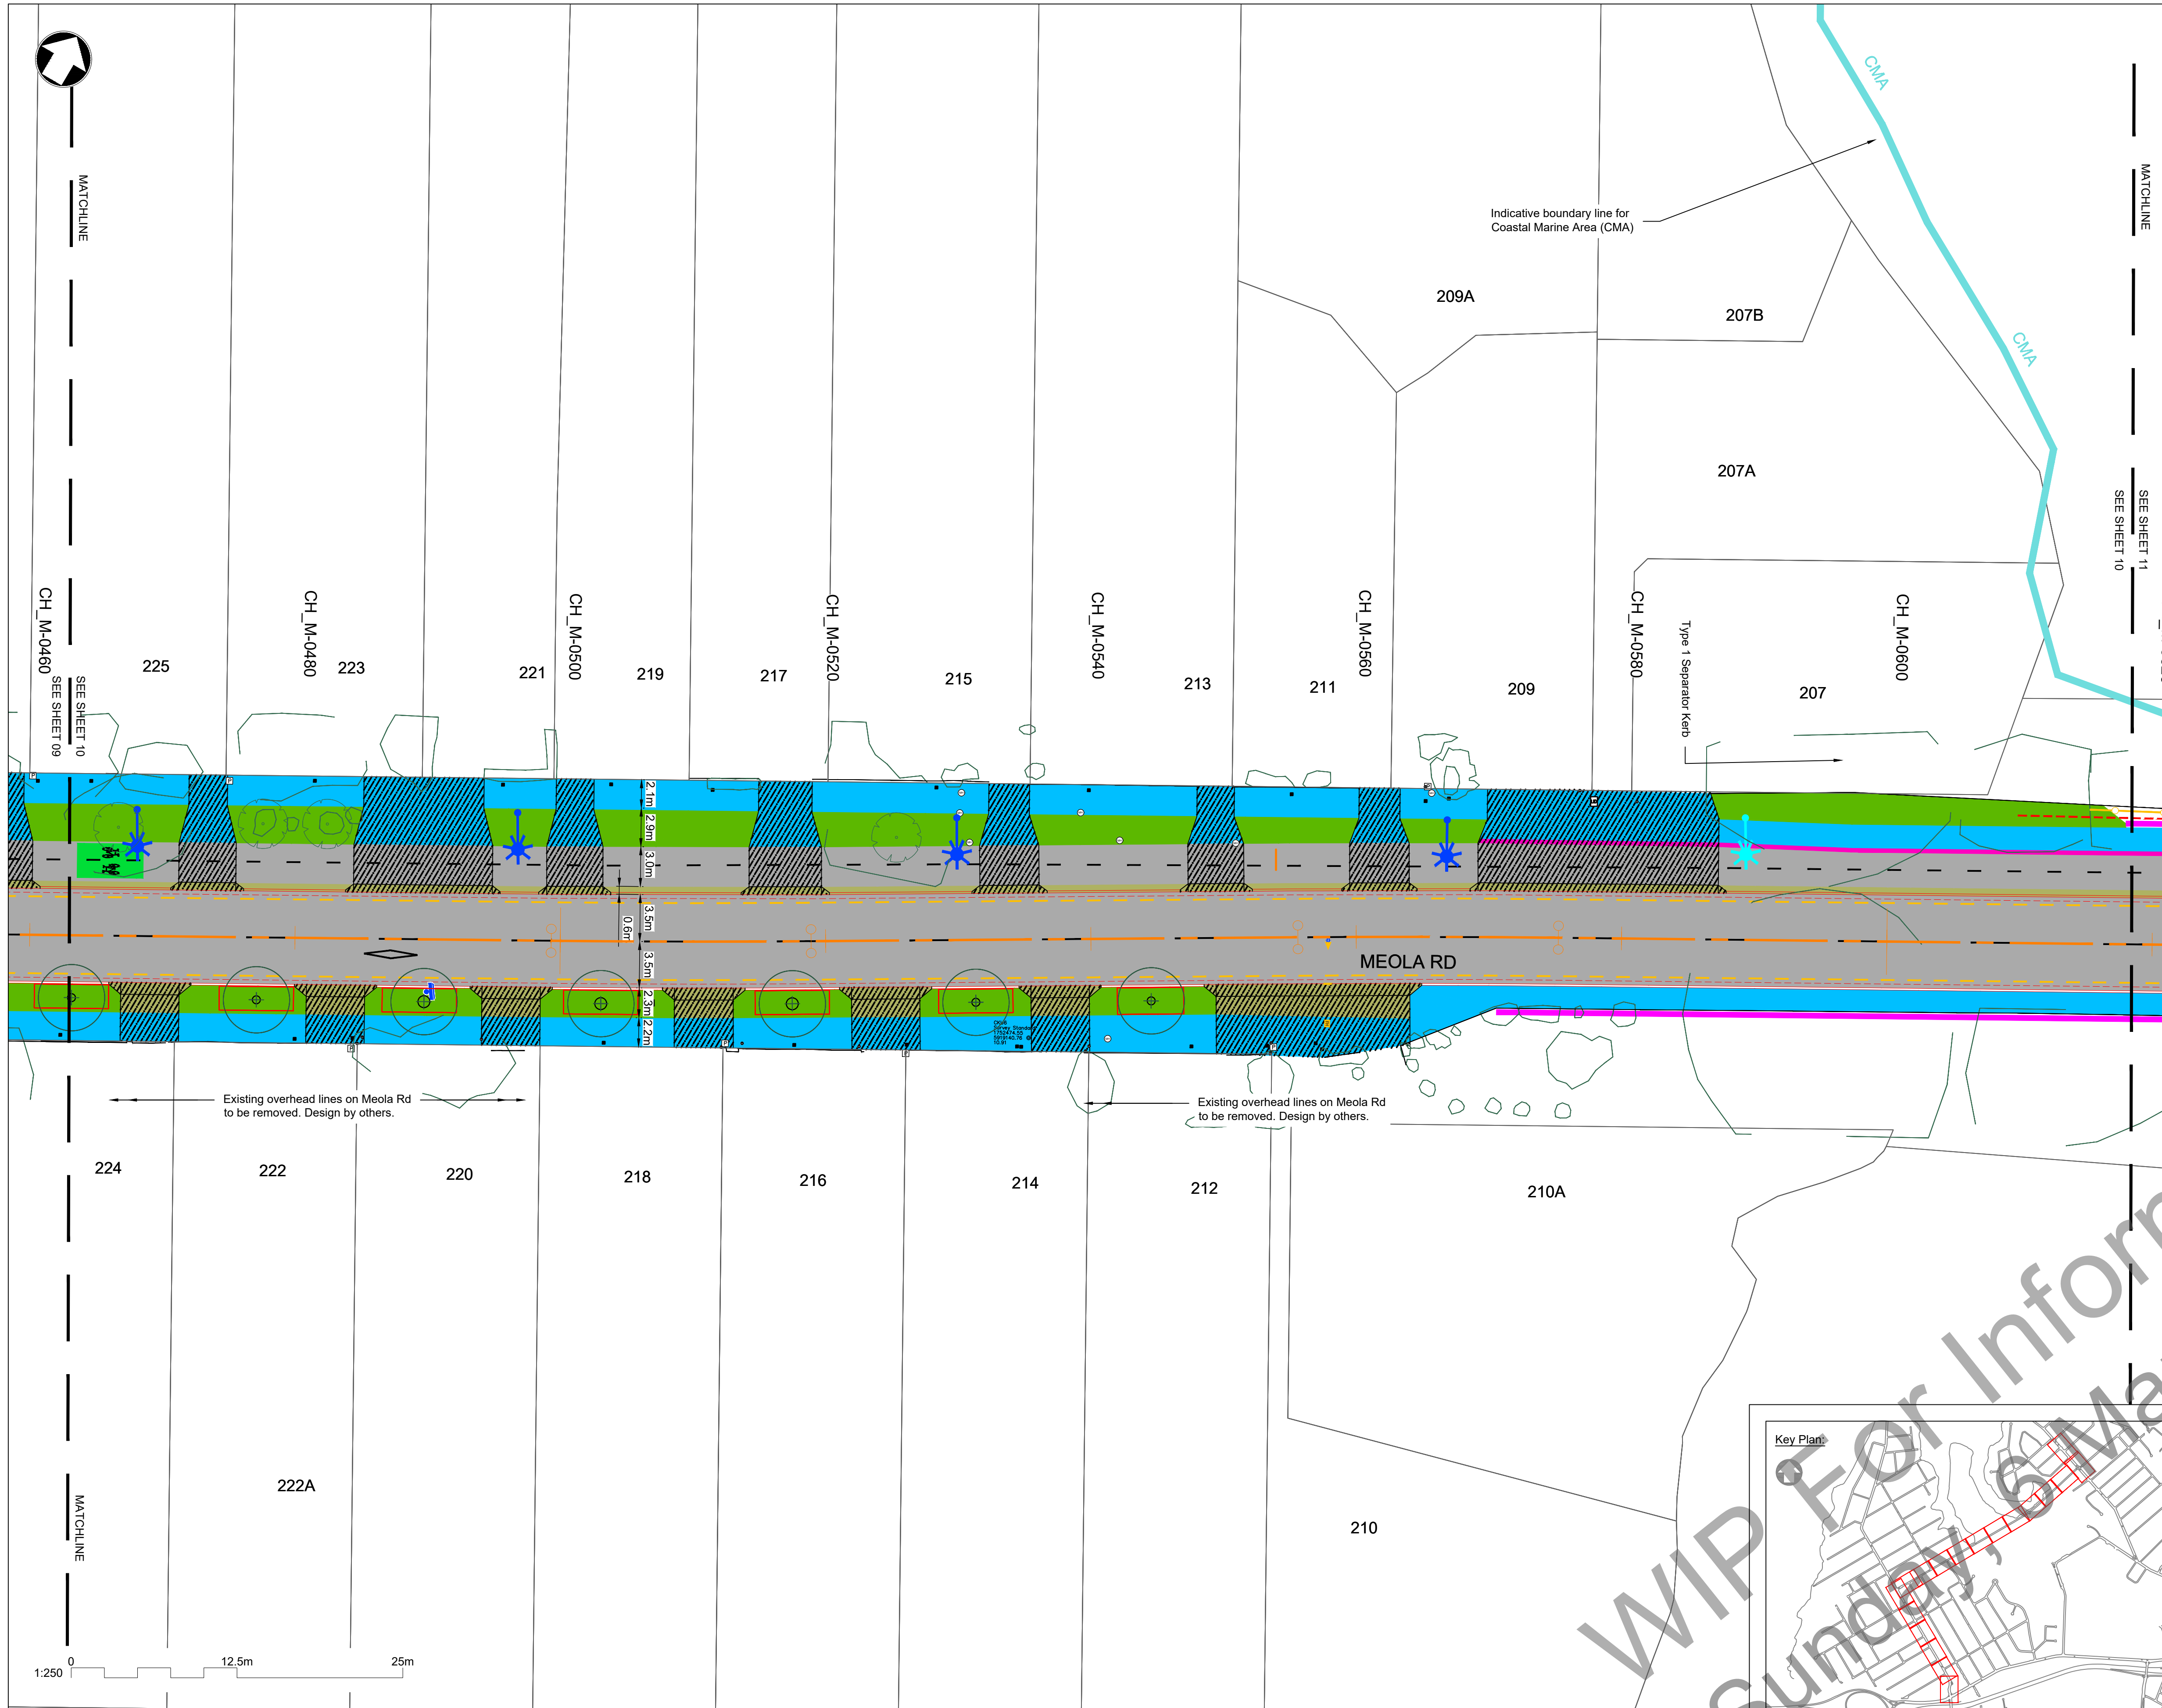 CMA
MATCHLINE
MATCHLINE
Indicative boundary line for
Coastal Marine Area (CMA)
209A
207B
CMA
207A
SEE SHEET 11
SEE SHEET 10
CH_M-0460
CH_M-0480
CH_M-0500
CH_M-0520
CH_M-0540
CH_M-0560
CH_M-0580
CH_M-0600
Type 1 Separator Kerb
225
223
221
219
217
215
213
211
209
207
SEE SHEET 10
SEE SHEET 09
2.1m
2.9m
3.0m
0.6m
3.5m
3.5m
2.3m
2.2m
MEOLA RD
Existing overhead lines on Meola Rd
to be removed. Design by others.
Existing overhead lines on Meola Rd
to be removed. Design by others.
224
222
220
218
216
214
212
210A
222A
210
MATCHLINE
Key Plan:
WIP For Inform
Sunday, 6 Ma
1:250
0
12.5m
25m